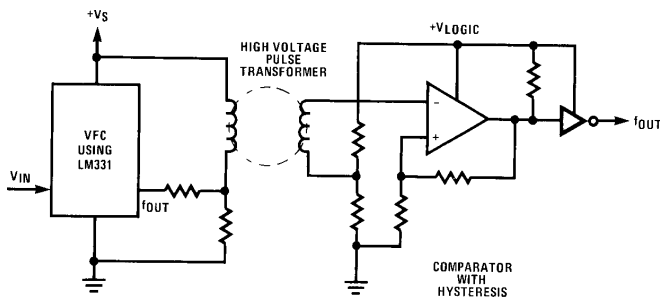 +VS
HIGH VOLTAGE
PULSE
TRANSFORMER
+VLOGIC
VFC
USING
LM331
VIN
fOUT
−
+
fOUT
COMPARATOR
WITH
HYSTERESIS